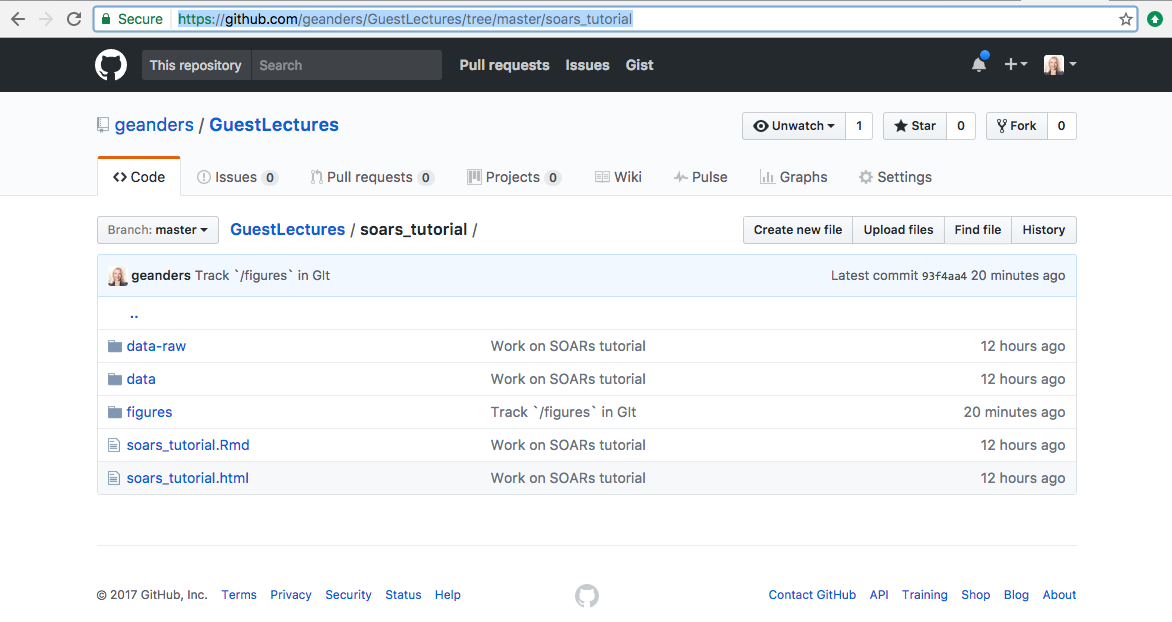 Secure https://github.com/geanders/GuestLectures/tree/master/soars_tutorial
This repository Search Pull requests Issues Gist
geanders / GuestLectures Unwatch 1 Star 0 Fork 0
Code Issues 0 Pull requests 0 Projects 0 Wiki Pulse Graphs Settings
Branch: master GuestLectures / soars_tutorial / Create new file Upload files Find file History
geanders Track `/figures` in GIt Latest commit 93f4aa4 20 minutes ago
..
data-raw Work on SOARs tutorial 12 hours ago
data Work on SOARs tutorial 12 hours ago
figures Track `/figures` in GIt 20 minutes ago
soars_tutorial.Rmd Work on SOARs tutorial 12 hours ago
soars_tutorial.html Work on SOARs tutorial 12 hours ago
© 2017 GitHub, Inc. Terms Privacy Security Status Help Contact GitHub API Training Shop Blog About